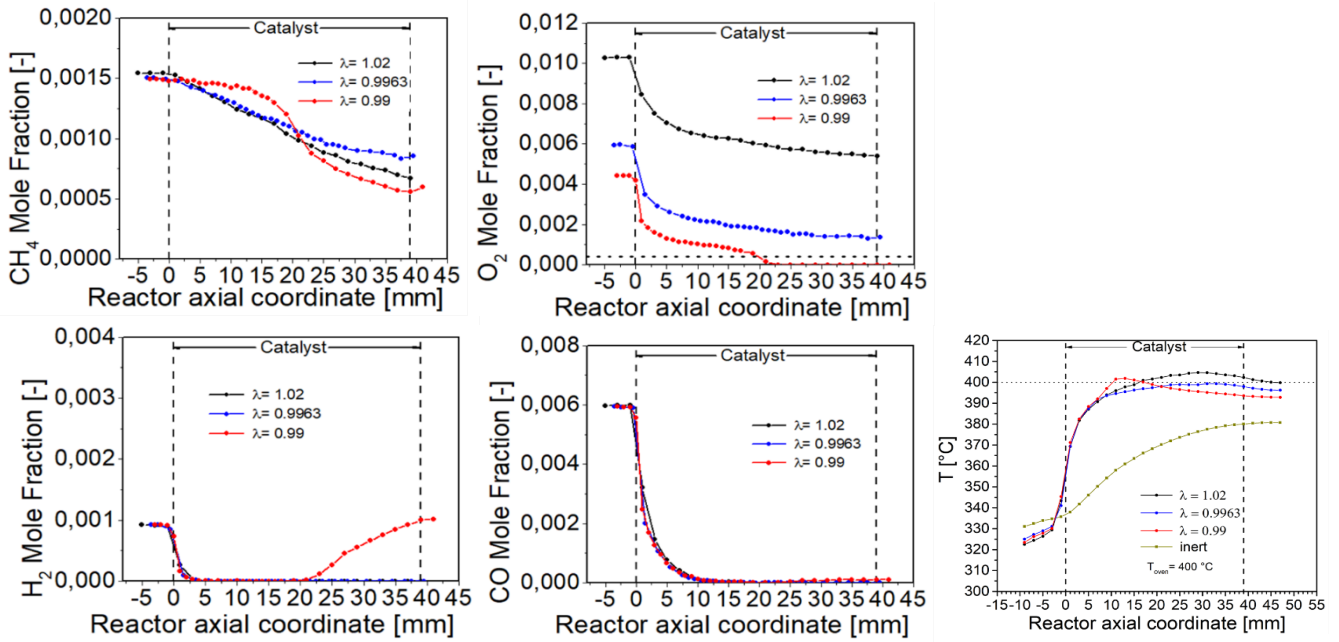 0,0020
0,0015
0,0010
0,0005
0,0000
CH4 Mole Fraction [-]
Catalyst
λ= 1.02
λ= 0.9963
λ= 0.99
-5 0 5 10 15 20 25 30 35 40 45
Reactor axial coordinate [mm]
0,012
0,010
0,008
0,006
0,004
0,002
0,000
O2 Mole Fraction [-]
Catalyst
λ= 1.02
λ= 0.9963
λ= 0.99
-5 0 5 10 15 20 25 30 35 40 45
Reactor axial coordinate [mm]
0,004
0,003
0,002
0,001
0,000
H2 Mole Fraction [-]
Catalyst
λ= 1.02
λ= 0.9963
λ= 0.99
-5 0 5 10 15 20 25 30 35 40 45
Reactor axial coordinate [mm]
0,008
0,006
0,004
0,002
0,000
CO Mole Fraction [-]
Catalyst
λ= 1.02
λ= 0.9963
λ= 0.99
-5 0 5 10 15 20 25 30 35 40 45
Reactor axial coordinate [mm]
420
410
400
390
380
370
360
350
340
330
320
310
300
T [°C]
Catalyst
λ = 1.02
λ = 0.9963
λ = 0.99
inert
Toven= 400 °C
-15 -10 -5 0 5 10 15 20 25 30 35 40 45 50 55
Reactor axial coordinate [mm]